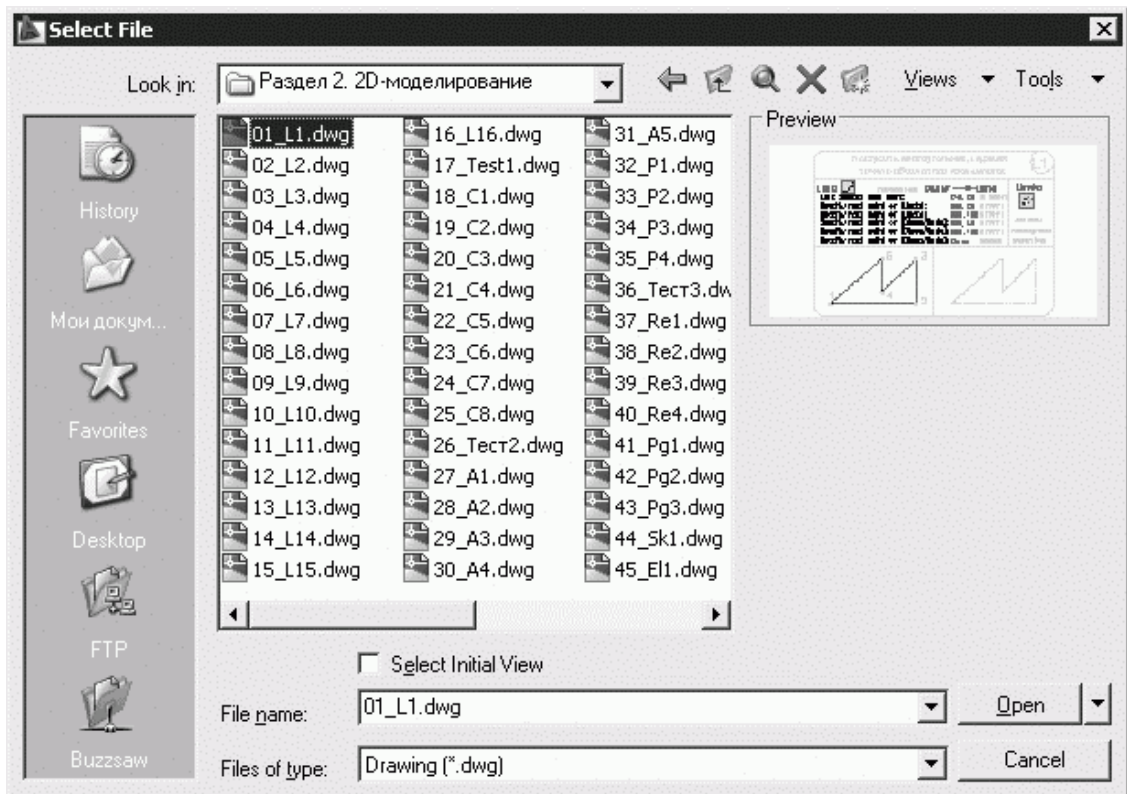 Select File
Look in:
Раздел 2. 2D-моделирование
Views
Tools
History
Мои докум...
Favorites
Desktop
FTP
Buzzsaw
01_L1.dwg
02_L2.dwg
03_L3.dwg
04_L4.dwg
05_L5.dwg
06_L6.dwg
07_L7.dwg
08_L8.dwg
09_L9.dwg
10_L10.dwg
11_L11.dwg
12_L12.dwg
13_L13.dwg
14_L14.dwg
15_L15.dwg
16_L16.dwg
17_Test1.dwg
18_C1.dwg
19_C2.dwg
20_C3.dwg
21_C4.dwg
22_C5.dwg
23_C6.dwg
24_C7.dwg
25_C8.dwg
26_Тест2.dwg
27_A1.dwg
28_A2.dwg
29_A3.dwg
30_A4.dwg
31_A5.dwg
32_P1.dwg
33_P2.dwg
34_P3.dwg
35_P4.dwg
36_Тест3.dw
37_Re1.dwg
38_Re2.dwg
39_Re3.dwg
40_Re4.dwg
41_Pg1.dwg
42_Pg2.dwg
43_Pg3.dwg
44_Sk1.dwg
45_El1.dwg
Preview
Select Initial View
File name:
01_L1.dwg
Open
Files of type:
Drawing (*.dwg)
Cancel